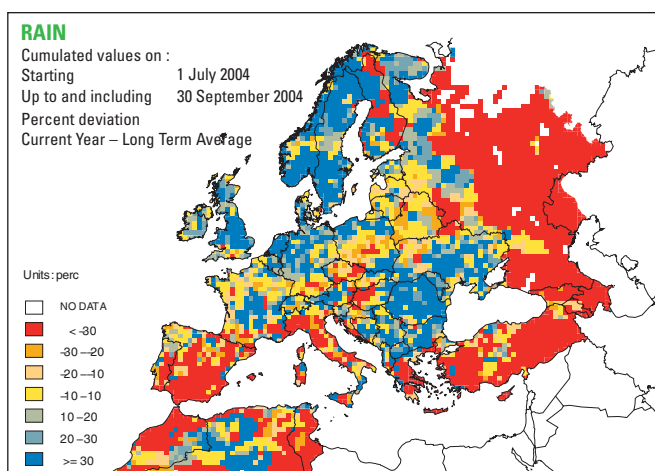 RAIN
Cumulated values on :
Starting 1 July 2004
Up to and including 30 September 2004
Percent deviation
Current Year – Long Term Average
Units: perc
NO DATA
< -30
-30 —20
-20 —10
-10 –10
10 –20
20 –30
>= 30